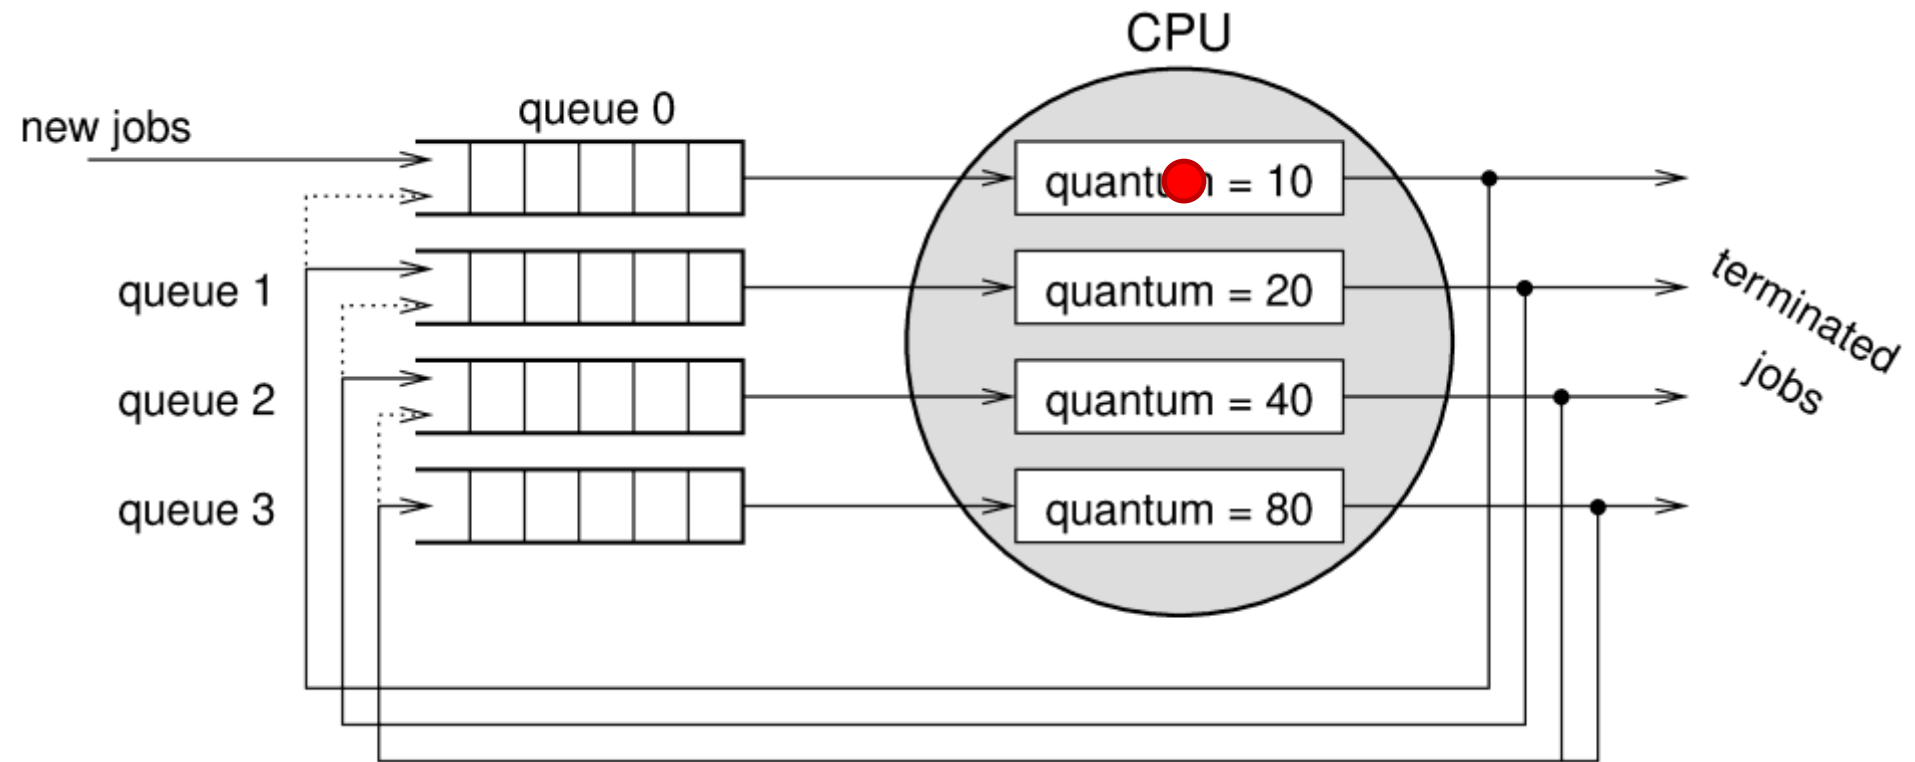 CPU
queue 0
new jobs
quantum = 10
queue 1
quantum = 20
terminated
jobs
queue 2
quantum = 40
queue 3
quantum = 80